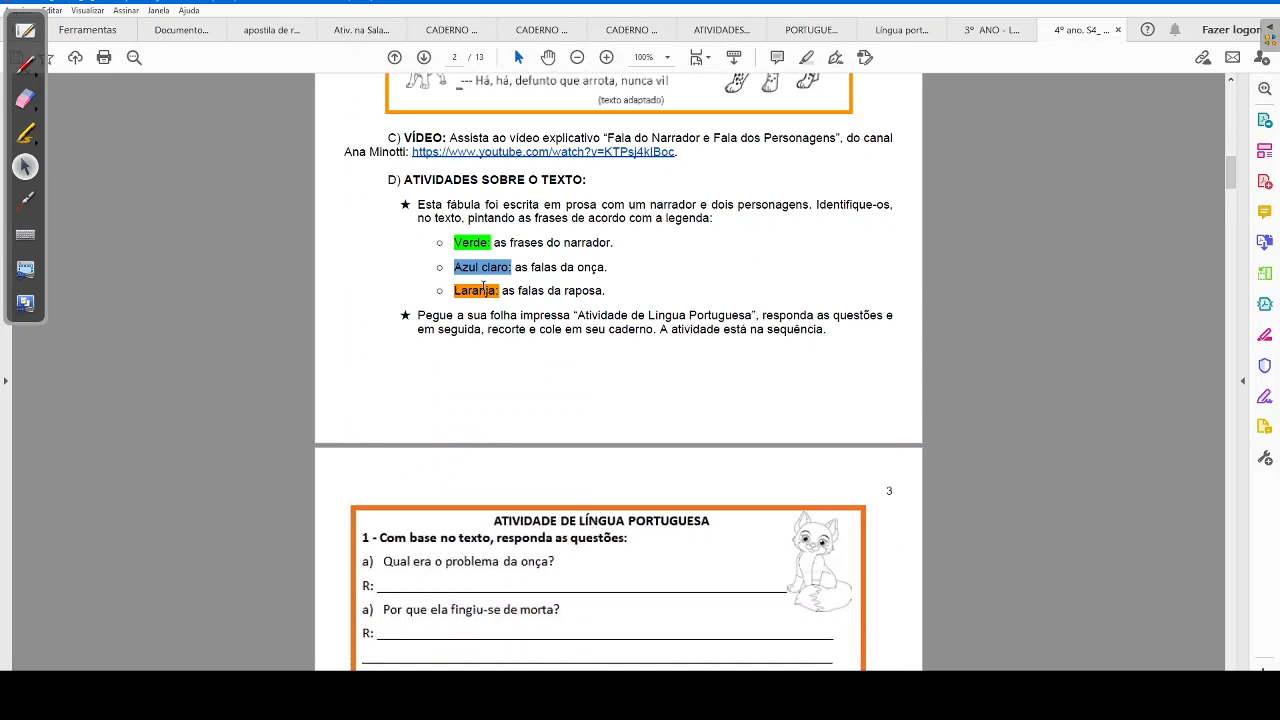 Editar Visualizar Assinar Janela Ajuda
Ferramentas Documento... apostila de r... Ativ. na Sala... CADERNO ... CADERNO ... CADERNO ... ATIVIDADES... PORTUGUE... Língua port... 3º ANO - L... 4º ano. S4_ ... × Fazer logon
2 / 13 100%
--- Há, há, defunto que arrota, nunca vi!
(texto adaptado)
C) VÍDEO: Assista ao vídeo explicativo “Fala do Narrador e Fala dos Personagens”, do canal
Ana Minotti: https://www.youtube.com/watch?v=KTPsj4kIBoc.
D) ATIVIDADES SOBRE O TEXTO:
★ Esta fábula foi escrita em prosa com um narrador e dois personagens. Identifique-os,
no texto, pintando as frases de acordo com a legenda:
○ Verde: as frases do narrador.
○ Azul claro: as falas da onça.
○ Laranja: as falas da raposa.
★ Pegue a sua folha impressa “Atividade de Língua Portuguesa”, responda as questões e
em seguida, recorte e cole em seu caderno. A atividade está na sequência.
3
ATIVIDADE DE LÍNGUA PORTUGUESA
1 - Com base no texto, responda as questões:
a) Qual era o problema da onça?
R:
a) Por que ela fingiu-se de morta?
R: